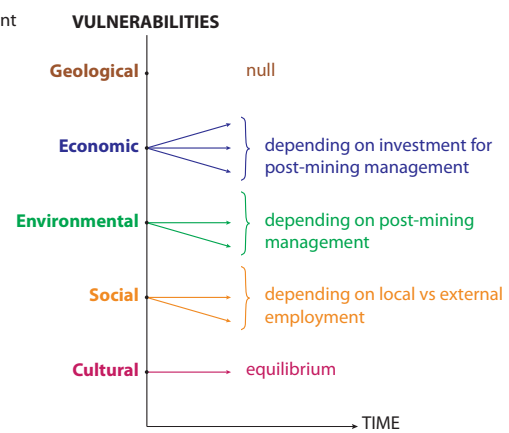 nt
VULNERABILITIES
Geological
null
Economic
depending on investment for
post-mining management
Environmental
depending on post-mining
management
Social
depending on local vs external
employment
Cultural
equilibrium
TIME